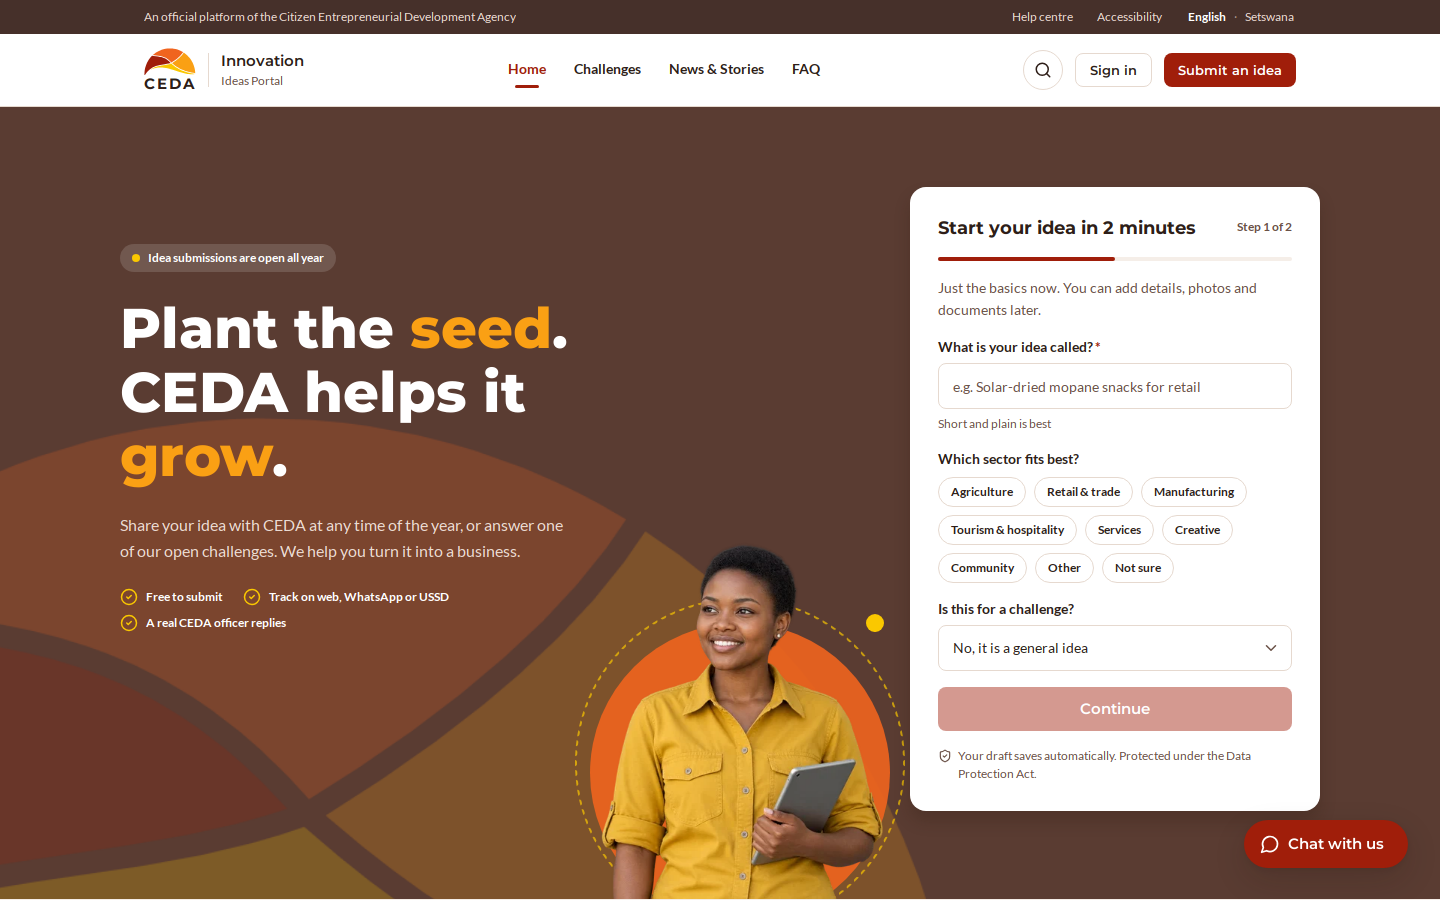 An official platform of the Citizen Entrepreneurial Development Agency
Help centre
Accessibility
English · Setswana
CEDA
Innovation
Ideas Portal
Home
Challenges
News & Stories
FAQ
Sign in
Submit an idea
Idea submissions are open all year
Plant the seed.
CEDA helps it
grow.
Share your idea with CEDA at any time of the year, or answer one
of our open challenges. We help you turn it into a business.
Free to submit
Track on web, WhatsApp or USSD
A real CEDA officer replies
Start your idea in 2 minutes
Step 1 of 2
Just the basics now. You can add details, photos and
documents later.
What is your idea called? *
e.g. Solar-dried mopane snacks for retail
Short and plain is best
Which sector fits best?
Agriculture
Retail & trade
Manufacturing
Tourism & hospitality
Services
Creative
Community
Other
Not sure
Is this for a challenge?
No, it is a general idea
Continue
Your draft saves automatically. Protected under the Data
Protection Act.
Chat with us